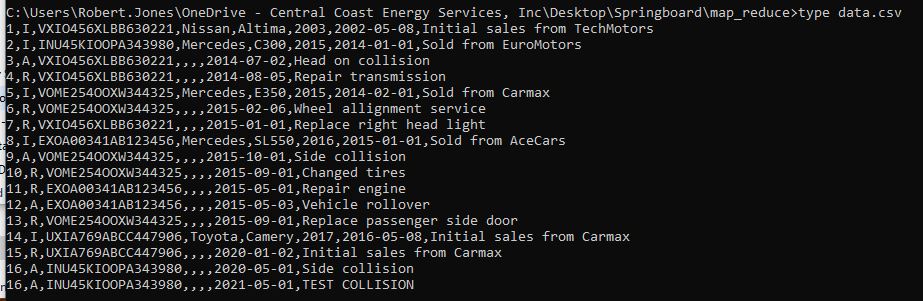 C:\Users\Robert.Jones\OneDrive - Central Coast Energy Services, Inc\Desktop\Springboard\map_reduce>type data.csv
1,I,VXIO456XLBB630221,Nissan,Altima,2003,2002-05-08,Initial sales from TechMotors
2,I,INU45KIOOPA343980,Mercedes,C300,2015,2014-01-01,Sold from EuroMotors
3,A,VXIO456XLBB630221,,,,2014-07-02,Head on collision
4,R,VXIO456XLBB630221,,,,2014-08-05,Repair transmission
5,I,VOME254OOXW344325,Mercedes,E350,2015,2014-02-01,Sold from Carmax
6,R,VOME254OOXW344325,,,,2015-02-06,Wheel allignment service
7,R,VXIO456XLBB630221,,,,2015-01-01,Replace right head light
8,I,EXOA00341AB123456,Mercedes,SL550,2016,2015-01-01,Sold from AceCars
9,A,VOME254OOXW344325,,,,2015-10-01,Side collision
10,R,VOME254OOXW344325,,,,2015-09-01,Changed tires
11,R,EXOA00341AB123456,,,,2015-05-01,Repair engine
12,A,EXOA00341AB123456,,,,2015-05-03,Vehicle rollover
13,R,VOME254OOXW344325,,,,2015-09-01,Replace passenger side door
14,I,UXIA769ABCC447906,Toyota,Camery,2017,2016-05-08,Initial sales from Carmax
15,R,UXIA769ABCC447906,,,,2020-01-02,Initial sales from Carmax
16,A,INU45KIOOPA343980,,,,2020-05-01,Side collision
16,A,INU45KIOOPA343980,,,,2021-05-01,TEST COLLISION